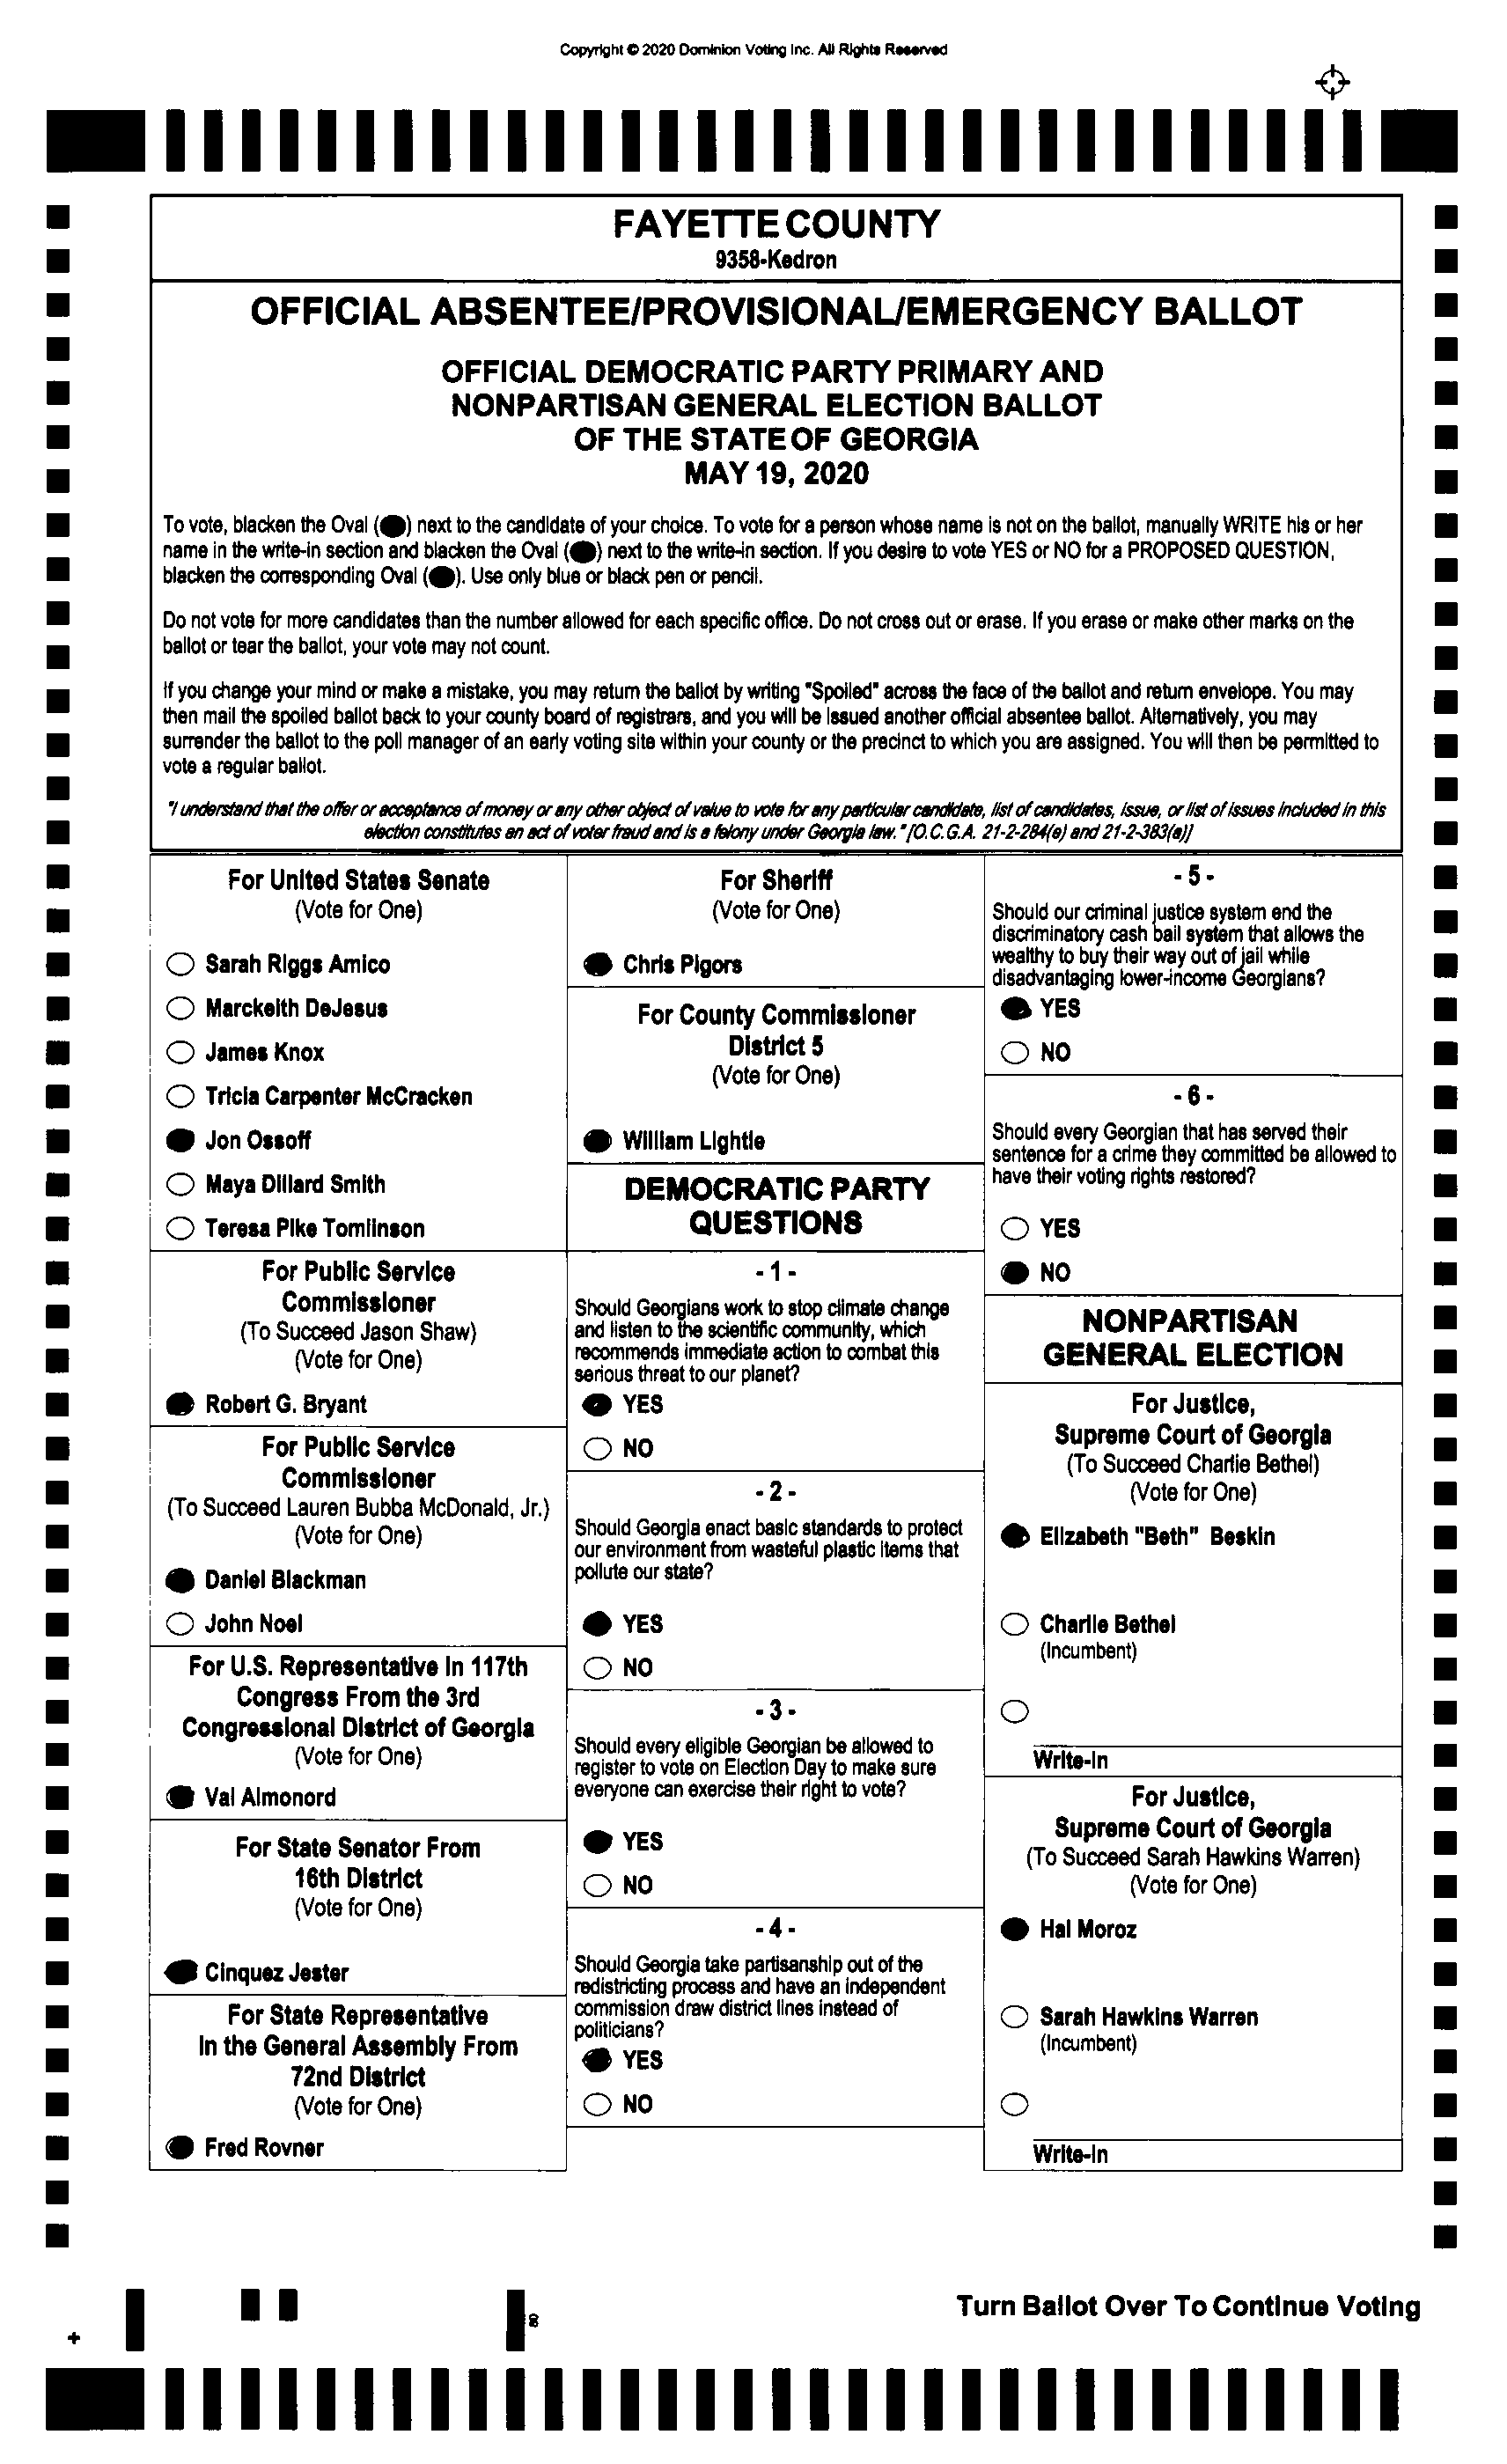 Copyright © 2020 Dominion Voting Inc. All Rights Reserved
FAYETTE COUNTY
9358-Kedron
OFFICIAL ABSENTEE/PROVISIONAL/EMERGENCY BALLOT
OFFICIAL DEMOCRATIC PARTY PRIMARY AND
NONPARTISAN GENERAL ELECTION BALLOT
OF THE STATE OF GEORGIA
MAY 19, 2020
To vote, blacken the Oval (⬬) next to the candidate of your choice. To vote for a person whose name is not on the ballot, manually WRITE his or her
name in the write-in section and blacken the Oval (⬬) next to the write-in section. If you desire to vote YES or NO for a PROPOSED QUESTION,
blacken the corresponding Oval (⬬). Use only blue or black pen or pencil.
Do not vote for more candidates than the number allowed for each specific office. Do not cross out or erase. If you erase or make other marks on the
ballot or tear the ballot, your vote may not count.
If you change your mind or make a mistake, you may return the ballot by writing "Spoiled" across the face of the ballot and return envelope. You may
then mail the spoiled ballot back to your county board of registrars, and you will be issued another official absentee ballot. Alternatively, you may
surrender the ballot to the poll manager of an early voting site within your county or the precinct to which you are assigned. You will then be permitted to
vote a regular ballot.
"I understand that the offer or acceptance of money or any other object of value to vote for any particular candidate, list of candidates, issue, or list of issues included in this
election constitutes an act of voter fraud and is a felony under Georgia law." [O.C.G.A. 21-2-284(e) and 21-2-383(a)]
For United States Senate
(Vote for One)
Sarah Riggs Amico
Marckeith DeJesus
James Knox
Tricia Carpenter McCracken
Jon Ossoff
Maya Dillard Smith
Teresa Pike Tomlinson
For Public Service
Commissioner
(To Succeed Jason Shaw)
(Vote for One)
Robert G. Bryant
For Public Service
Commissioner
(To Succeed Lauren Bubba McDonald, Jr.)
(Vote for One)
Daniel Blackman
John Noel
For U.S. Representative in 117th
Congress From the 3rd
Congressional District of Georgia
(Vote for One)
Val Almonord
For State Senator From
16th District
(Vote for One)
Cinquez Jester
For State Representative
In the General Assembly From
72nd District
(Vote for One)
Fred Rovner
For Sheriff
(Vote for One)
Chris Pigors
For County Commissioner
District 5
(Vote for One)
William Lightle
DEMOCRATIC PARTY
QUESTIONS
- 1 -
Should Georgians work to stop climate change
and listen to the scientific community, which
recommends immediate action to combat this
serious threat to our planet?
YES
NO
- 2 -
Should Georgia enact basic standards to protect
our environment from wasteful plastic items that
pollute our state?
YES
NO
- 3 -
Should every eligible Georgian be allowed to
register to vote on Election Day to make sure
everyone can exercise their right to vote?
YES
NO
- 4 -
Should Georgia take partisanship out of the
redistricting process and have an independent
commission draw district lines instead of
politicians?
YES
NO
- 5 -
Should our criminal justice system end the
discriminatory cash bail system that allows the
wealthy to buy their way out of jail while
disadvantaging lower-income Georgians?
YES
NO
- 6 -
Should every Georgian that has served their
sentence for a crime they committed be allowed to
have their voting rights restored?
YES
NO
NONPARTISAN
GENERAL ELECTION
For Justice,
Supreme Court of Georgia
(To Succeed Charlie Bethel)
(Vote for One)
Elizabeth "Beth" Beskin
Charlie Bethel
(Incumbent)
Write-in
For Justice,
Supreme Court of Georgia
(To Succeed Sarah Hawkins Warren)
(Vote for One)
Hal Moroz
Sarah Hawkins Warren
(Incumbent)
Write-in
Turn Ballot Over To Continue Voting